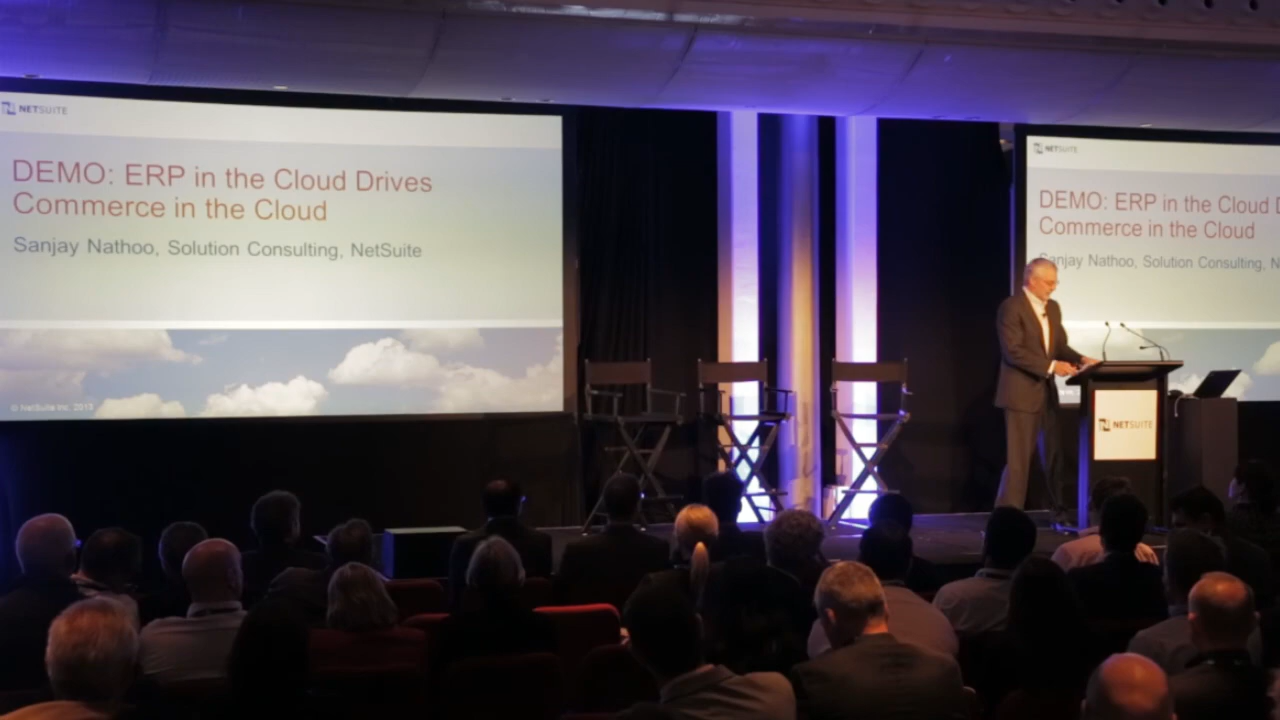 NETSUITE
DEMO: ERP in the Cloud Drives
Commerce in the Cloud
Sanjay Nathoo, Solution Consulting, NetSuite
© NetSuite Inc. 2013
NETSUITE
DEMO: ERP in the Cloud
Commerce in the Cloud
Sanjay Nathoo, Solution Consulting, N
NETSUITE